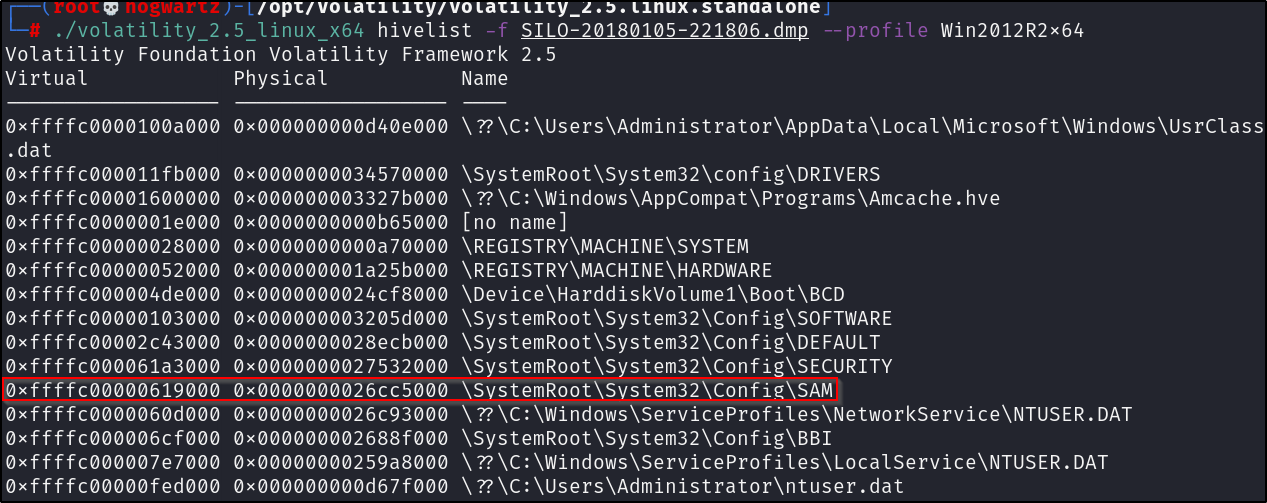 ┌──(root💀hogwartz)-[/opt/volatility/volatility_2.5.linux.standalone]
└─# ./volatility_2.5_linux_x64 hivelist -f SILO-20180105-221806.dmp --profile Win2012R2×64
Volatility Foundation Volatility Framework 2.5
Virtual            Physical           Name
------------------ ------------------ ----
0×ffffc0000100a000 0×000000000d40e000 \??\C:\Users\Administrator\AppData\Local\Microsoft\Windows\UsrClass
.dat
0×ffffc000011fb000 0×0000000034570000 \SystemRoot\System32\config\DRIVERS
0×ffffc00001600000 0×000000003327b000 \??\C:\Windows\AppCompat\Programs\Amcache.hve
0×ffffc0000001e000 0×0000000000b65000 [no name]
0×ffffc00000028000 0×0000000000a70000 \REGISTRY\MACHINE\SYSTEM
0×ffffc00000052000 0×000000001a25b000 \REGISTRY\MACHINE\HARDWARE
0×ffffc000004de000 0×0000000024cf8000 \Device\HarddiskVolume1\Boot\BCD
0×ffffc00000103000 0×000000003205d000 \SystemRoot\System32\Config\SOFTWARE
0×ffffc00002c43000 0×0000000028ecb000 \SystemRoot\System32\Config\DEFAULT
0×ffffc000061a3000 0×0000000027532000 \SystemRoot\System32\Config\SECURITY
0×ffffc00000619000 0×0000000026cc5000 \SystemRoot\System32\Config\SAM
0×ffffc0000060d000 0×0000000026c93000 \??\C:\Windows\ServiceProfiles\NetworkService\NTUSER.DAT
0×ffffc000006cf000 0×000000002688f000 \SystemRoot\System32\Config\BBI
0×ffffc000007e7000 0×00000000259a8000 \??\C:\Windows\ServiceProfiles\LocalService\NTUSER.DAT
0×ffffc00000fed000 0×000000000d67f000 \??\C:\Users\Administrator\ntuser.dat